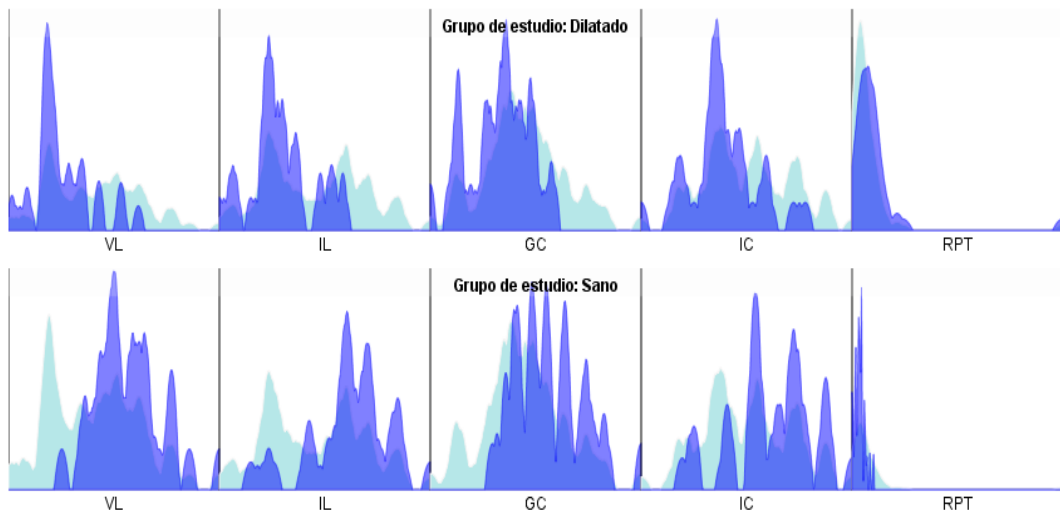 Grupo de estudio: Dilatado
VL IL GC IC RPT
Grupo de estudio: Sano
VL IL GC IC RPT